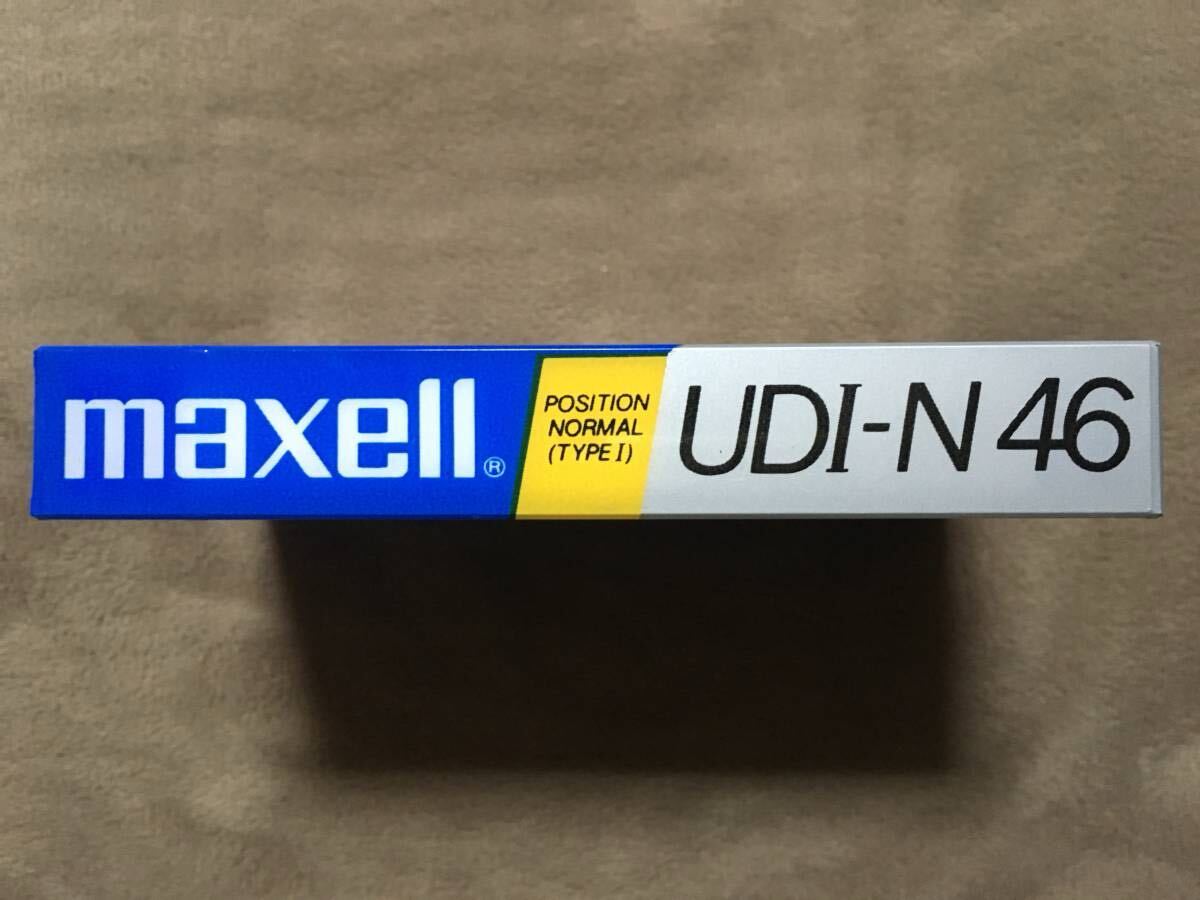 maxell®
POSITION
NORMAL
(TYPE I)
UDI-N 46